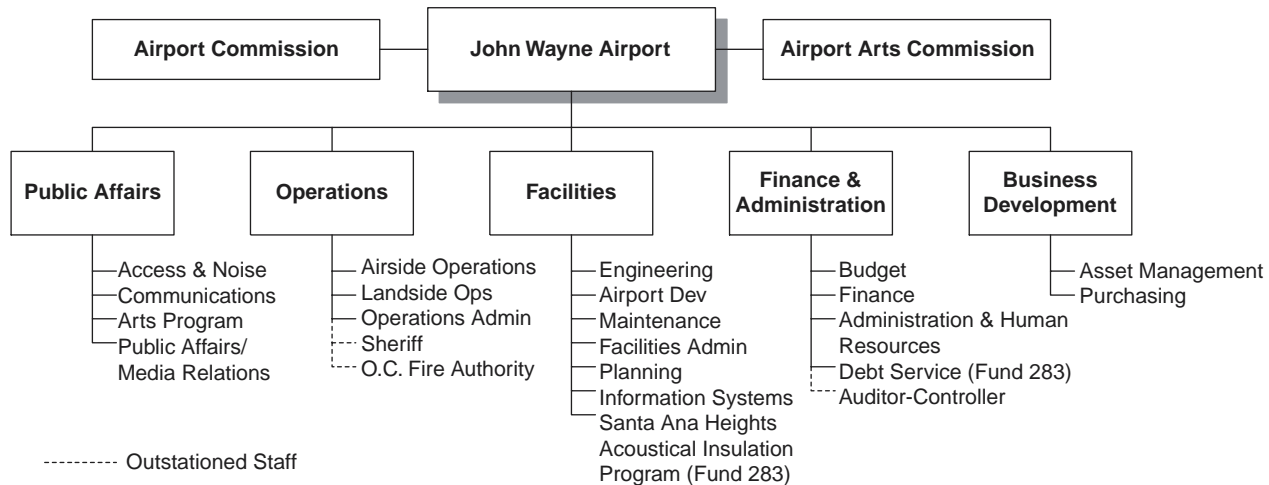 Airport Commission
John Wayne Airport
Airport Arts Commission
Public Affairs
Operations
Facilities
Finance &
Administration
Business
Development
Access & Noise
Communications
Arts Program
Public Affairs/
Media Relations
Airside Operations
Landside Ops
Operations Admin
Sheriff
O.C. Fire Authority
Engineering
Airport Dev
Maintenance
Facilities Admin
Planning
Information Systems
Santa Ana Heights
Acoustical Insulation
Program (Fund 283)
Budget
Finance
Administration & Human
Resources
Debt Service (Fund 283)
Auditor-Controller
Asset Management
Purchasing
Outstationed Staff